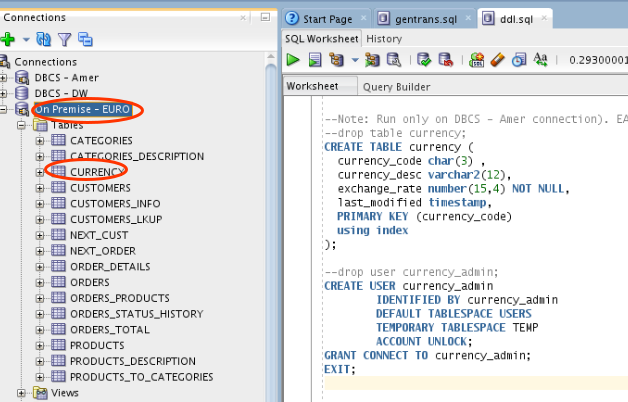 Connections
Connections
DBCS - Amer
DBCS - DW
On Premise - EURO
Tables
CATEGORIES
CATEGORIES_DESCRIPTION
CURRENCY
CUSTOMERS
CUSTOMERS_INFO
CUSTOMERS_LKUP
NEXT_CUST
NEXT_ORDER
ORDER_DETAILS
ORDERS
ORDERS_PRODUCTS
ORDERS_STATUS_HISTORY
ORDERS_TOTAL
PRODUCTS
PRODUCTS_DESCRIPTION
PRODUCTS_TO_CATEGORIES
Views
Start Page gentrans.sql ddl.sql
SQL Worksheet History
0.29300001
Worksheet Query Builder
--Note: Run only on DBCS - Amer connection). EA
--drop table currency;
CREATE TABLE currency (
currency_code char(3) ,
currency_desc varchar2(12),
exchange_rate number(15,4) NOT NULL,
last_modified timestamp,
PRIMARY KEY (currency_code)
using index
);
--drop user currency_admin;
CREATE USER currency_admin
IDENTIFIED BY currency_admin
DEFAULT TABLESPACE USERS
TEMPORARY TABLESPACE TEMP
ACCOUNT UNLOCK;
GRANT CONNECT TO currency_admin;
EXIT;